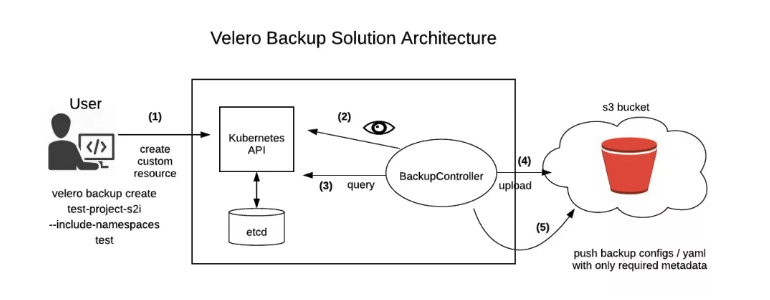 Velero Backup Solution Architecture
User
(1)
create
custom
resource
velero backup create
test-project-s2i
--include-namespaces
test
Kubernetes
API
etcd
(2)
(3) query
BackupController
(4)
upload
(5)
s3 bucket
push backup configs / yaml
with only required metadata